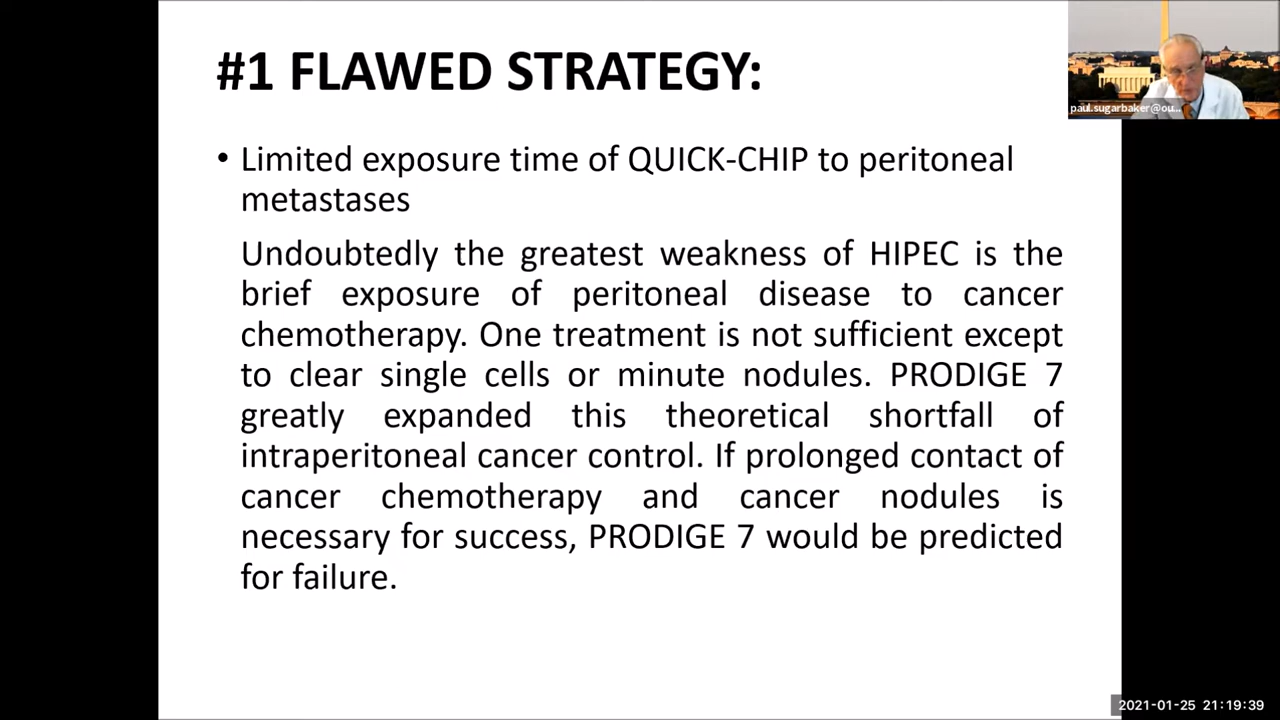 #1 FLAWED STRATEGY:
paul.sugarbaker@ou...
• Limited exposure time of QUICK-CHIP to peritoneal
metastases
Undoubtedly the greatest weakness of HIPEC is the
brief exposure of peritoneal disease to cancer
chemotherapy. One treatment is not sufficient except
to clear single cells or minute nodules. PRODIGE 7
greatly expanded this theoretical shortfall of
intraperitoneal cancer control. If prolonged contact of
cancer chemotherapy and cancer nodules is
necessary for success, PRODIGE 7 would be predicted
for failure.
2021-01-25 21:19:39